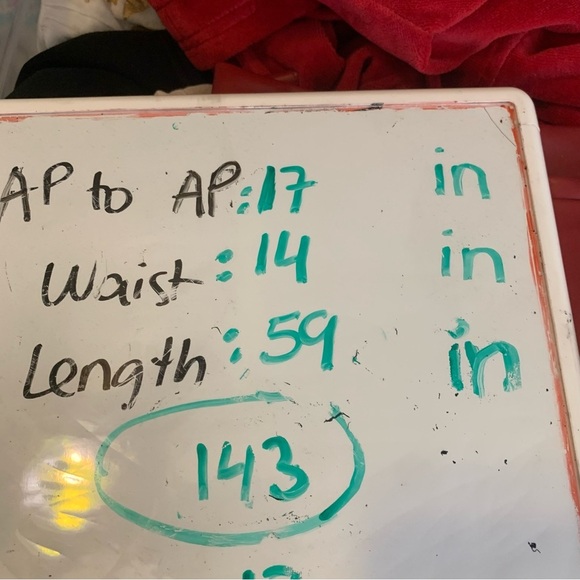 AP to AP: 17 in
Waist: 14 in
Length: 59 in
143